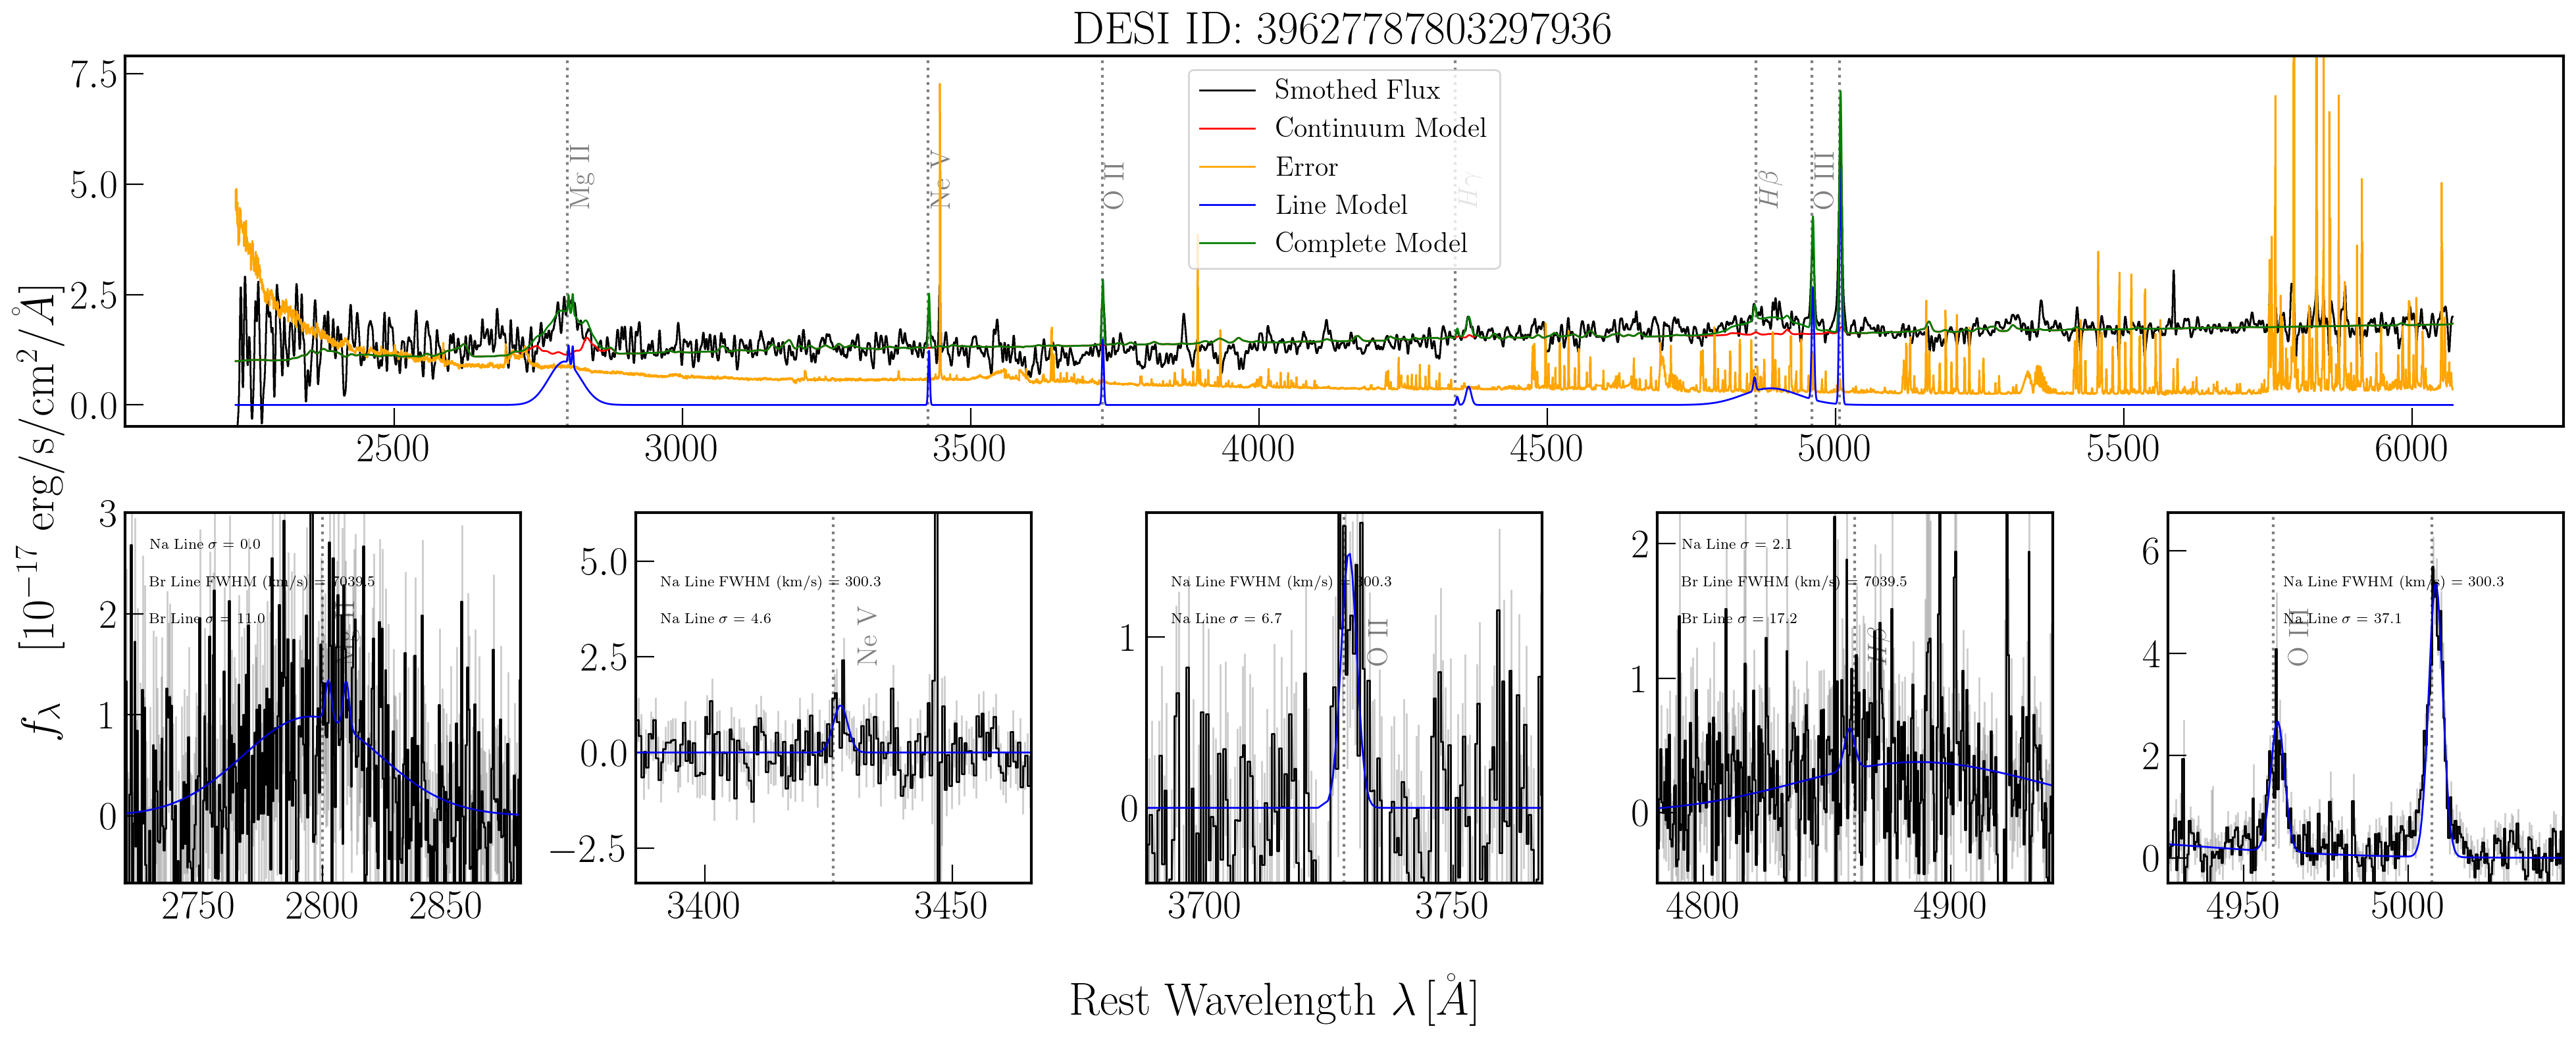 DESI ID: 39627787803297936
7.5
5.0
2.5
0.0
Smothed Flux
Continuum Model
Error
Line Model
Complete Model
Mg II
Ne V
O II
Hγ
Hβ
O III
2500 3000 3500 4000 4500 5000 5500 6000
f_λ [10^{-17} erg/s/cm^2/Å]
3
2
1
0
Na Line σ = 0.0
Br Line FWHM (km/s) = 7039.5
Br Line σ = 11.0
Mg II
2750 2800 2850
5.0
2.5
0.0
−2.5
Na Line FWHM (km/s) = 300.3
Na Line σ = 4.6
Ne V
3400 3450
1
0
Na Line FWHM (km/s) = 300.3
Na Line σ = 6.7
O II
3700 3750
2
1
0
Na Line σ = 2.1
Br Line FWHM (km/s) = 7039.5
Br Line σ = 17.2
Hβ
4800 4900
6
4
2
0
Na Line FWHM (km/s) = 300.3
Na Line σ = 37.1
O III
4950 5000
Rest Wavelength λ [Å]